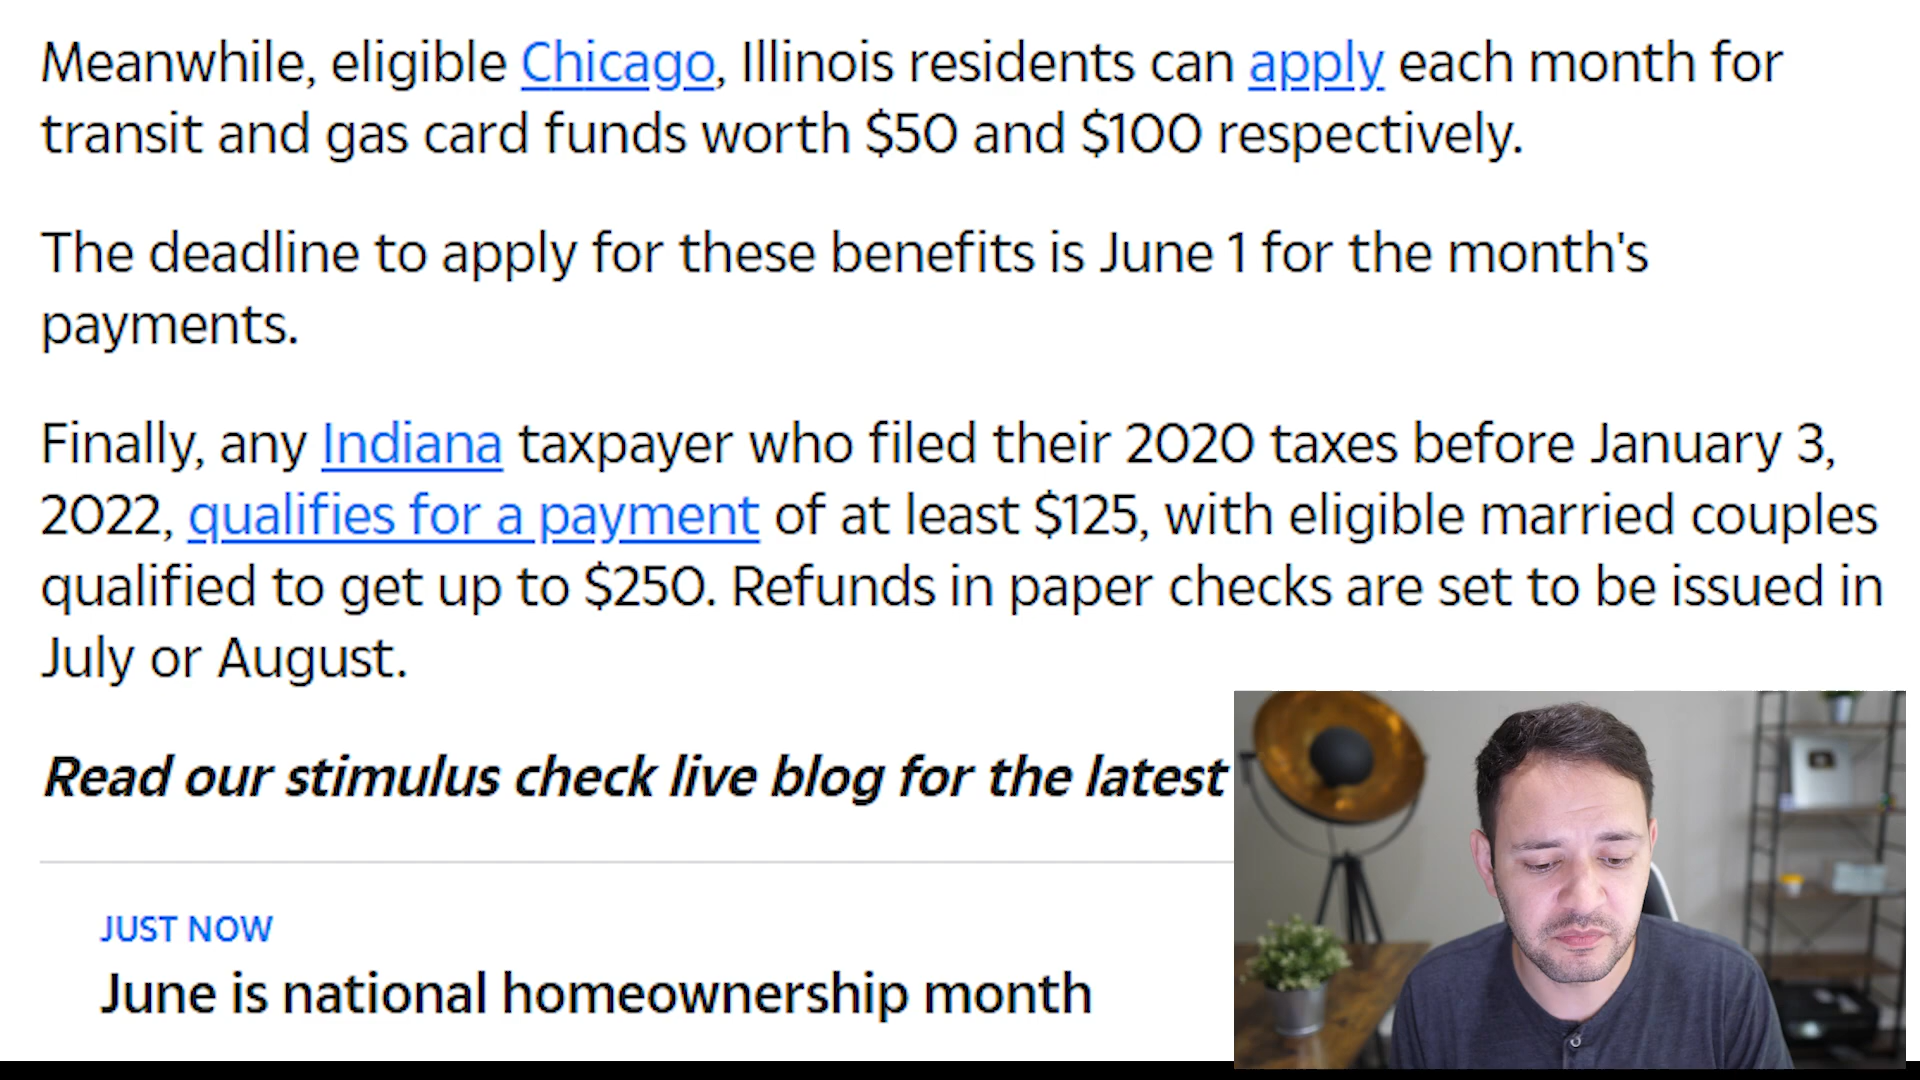 Meanwhile, eligible Chicago, Illinois residents can apply each month for
transit and gas card funds worth $50 and $100 respectively.
The deadline to apply for these benefits is June 1 for the month's
payments.
Finally, any Indiana taxpayer who filed their 2020 taxes before January 3,
2022, qualifies for a payment of at least $125, with eligible married couples
qualified to get up to $250. Refunds in paper checks are set to be issued in
July or August.
Read our stimulus check live blog for the latest
JUST NOW
June is national homeownership month